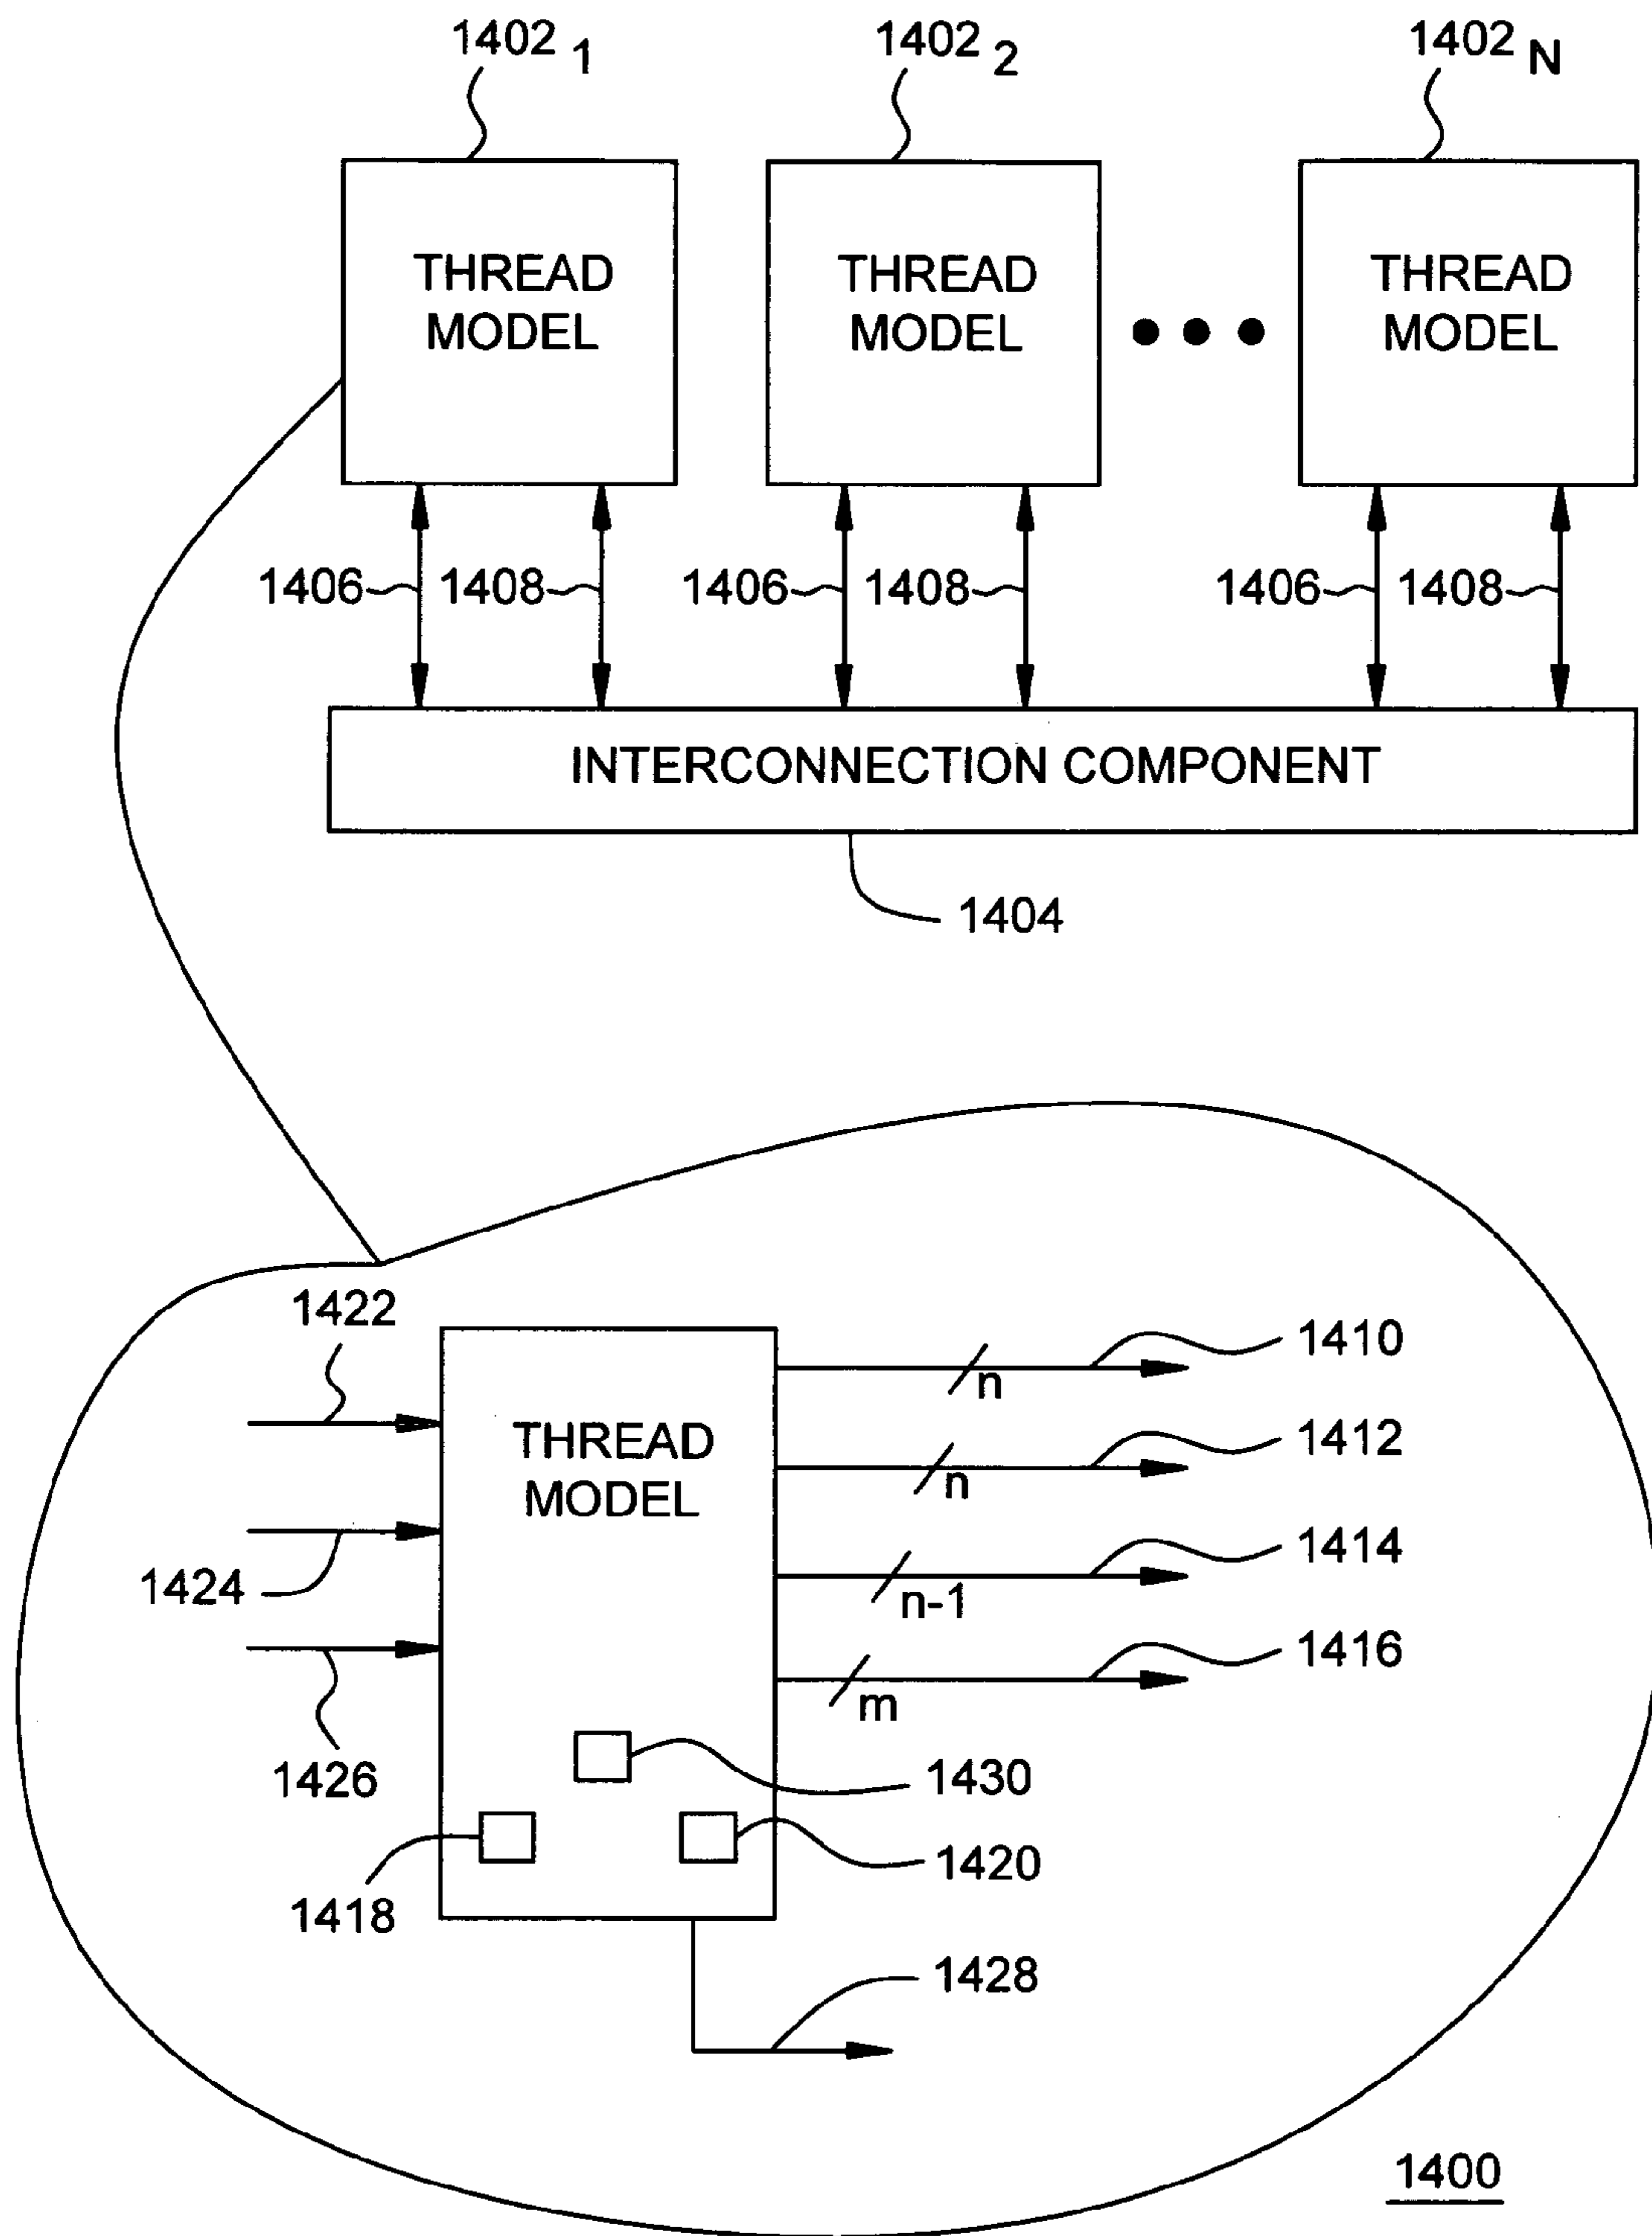 1402 1
1402 2
1402 N
THREAD
MODEL
THREAD
MODEL
THREAD
MODEL
1406
1408
1406
1408
1406
1408
INTERCONNECTION COMPONENT
1404
1422
1424
1426
THREAD
MODEL
n
1410
n
1412
n-1
1414
m
1416
1430
1418
1420
1428
1400